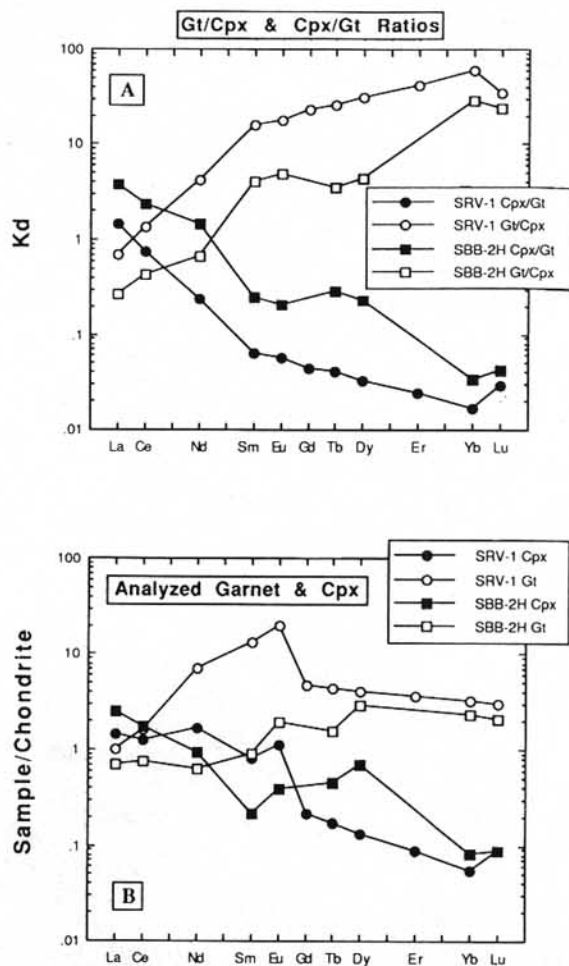 Gt/Cpx & Cpx/Gt Ratios
100
A
10
1
.1
.01
Kd
SRV-1 Cpx/Gt
SRV-1 Gt/Cpx
SBB-2H Cpx/Gt
SBB-2H Gt/Cpx
La Ce Nd Sm Eu Gd Tb Dy Er Yb Lu
100
Analyzed Garnet & Cpx
10
1
.1
.01
Sample/Chondrite
SRV-1 Cpx
SRV-1 Gt
SBB-2H Cpx
SBB-2H Gt
B
La Ce Nd Sm Eu Gd Tb Dy Er Yb Lu